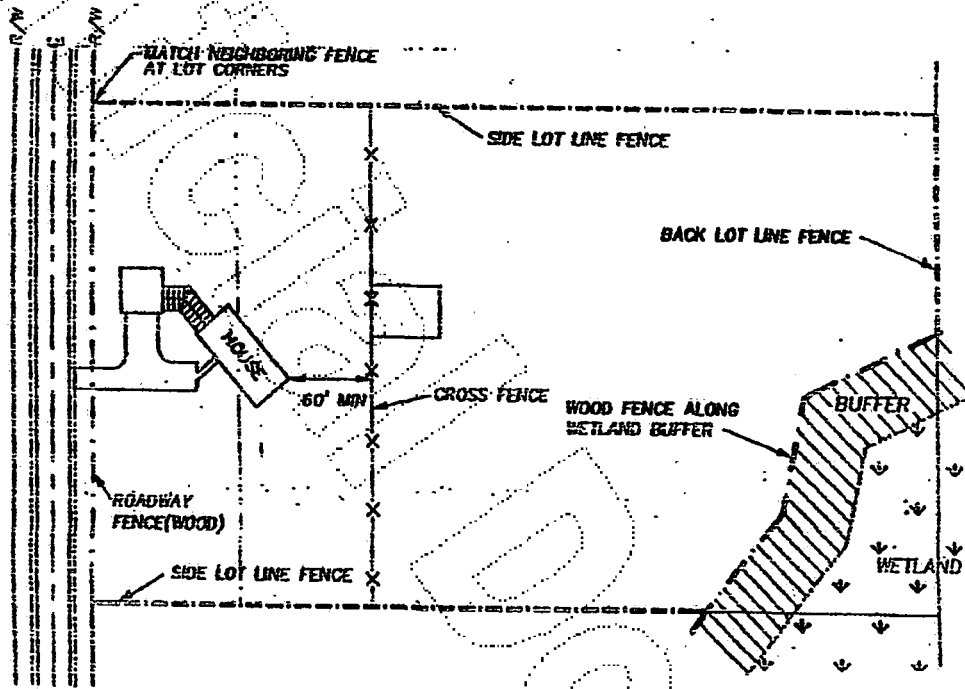 R/W
R/W
MATCH NEIGHBORING FENCE
AT LOT CORNERS
SIDE LOT LINE FENCE
BACK LOT LINE FENCE
HOUSE
60' MIN
CROSS FENCE
WOOD FENCE ALONG
WETLAND BUFFER
BUFFER
ROADWAY
FENCE(WOOD)
WETLAND
SIDE LOT LINE FENCE